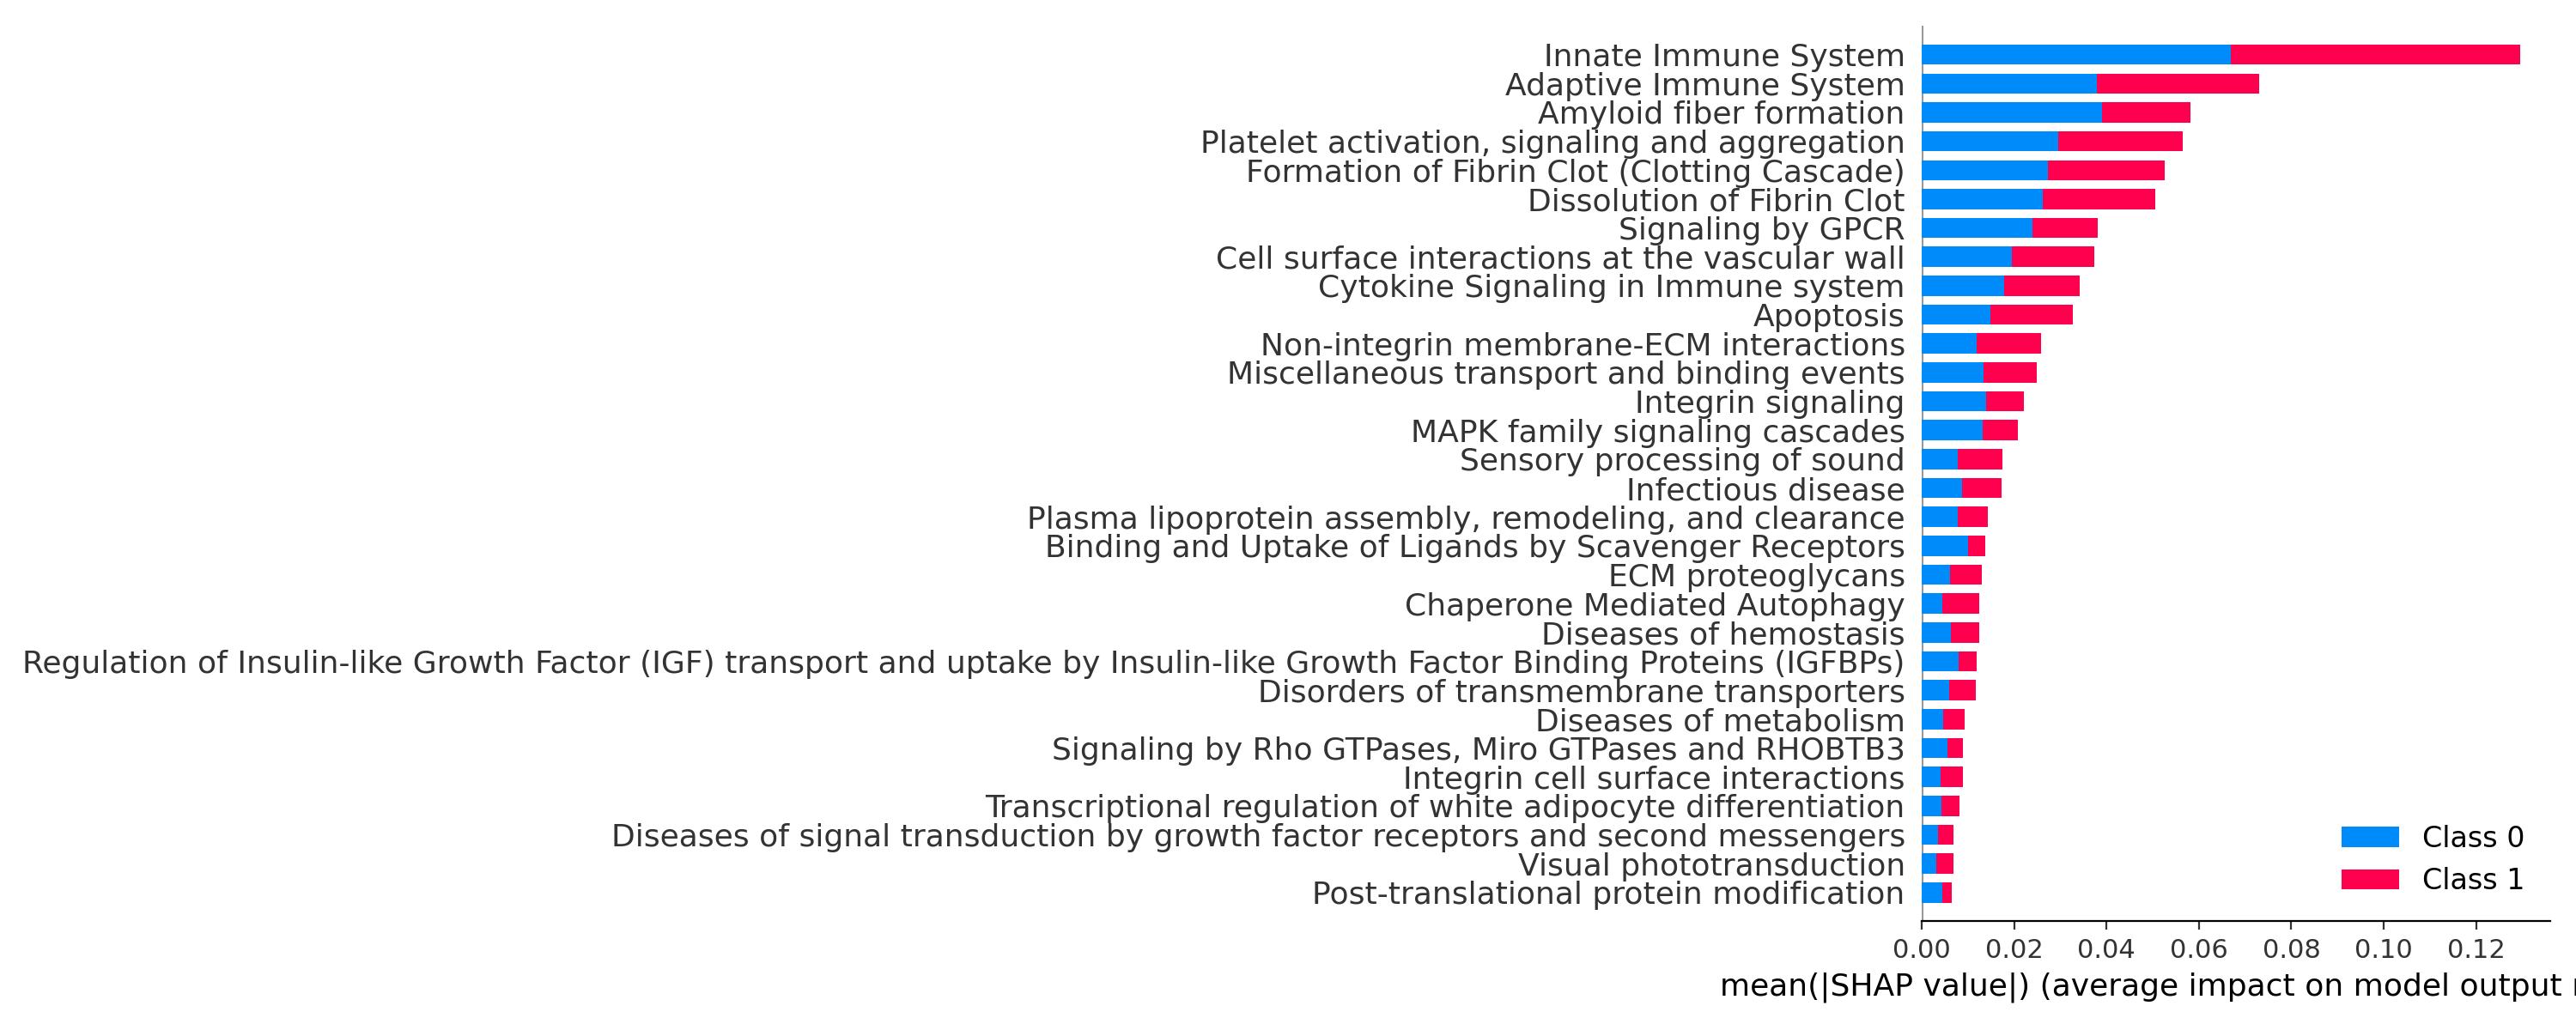 Innate Immune System
Adaptive Immune System
Amyloid fiber formation
Platelet activation, signaling and aggregation
Formation of Fibrin Clot (Clotting Cascade)
Dissolution of Fibrin Clot
Signaling by GPCR
Cell surface interactions at the vascular wall
Cytokine Signaling in Immune system
Apoptosis
Non-integrin membrane-ECM interactions
Miscellaneous transport and binding events
Integrin signaling
MAPK family signaling cascades
Sensory processing of sound
Infectious disease
Plasma lipoprotein assembly, remodeling, and clearance
Binding and Uptake of Ligands by Scavenger Receptors
ECM proteoglycans
Chaperone Mediated Autophagy
Diseases of hemostasis
Regulation of Insulin-like Growth Factor (IGF) transport and uptake by Insulin-like Growth Factor Binding Proteins (IGFBPs)
Disorders of transmembrane transporters
Diseases of metabolism
Signaling by Rho GTPases, Miro GTPases and RHOBTB3
Integrin cell surface interactions
Transcriptional regulation of white adipocyte differentiation
Diseases of signal transduction by growth factor receptors and second messengers
Visual phototransduction
Post-translational protein modification
Class 0
Class 1
0.00 0.02 0.04 0.06 0.08 0.10 0.12
mean(|SHAP value|) (average impact on model output